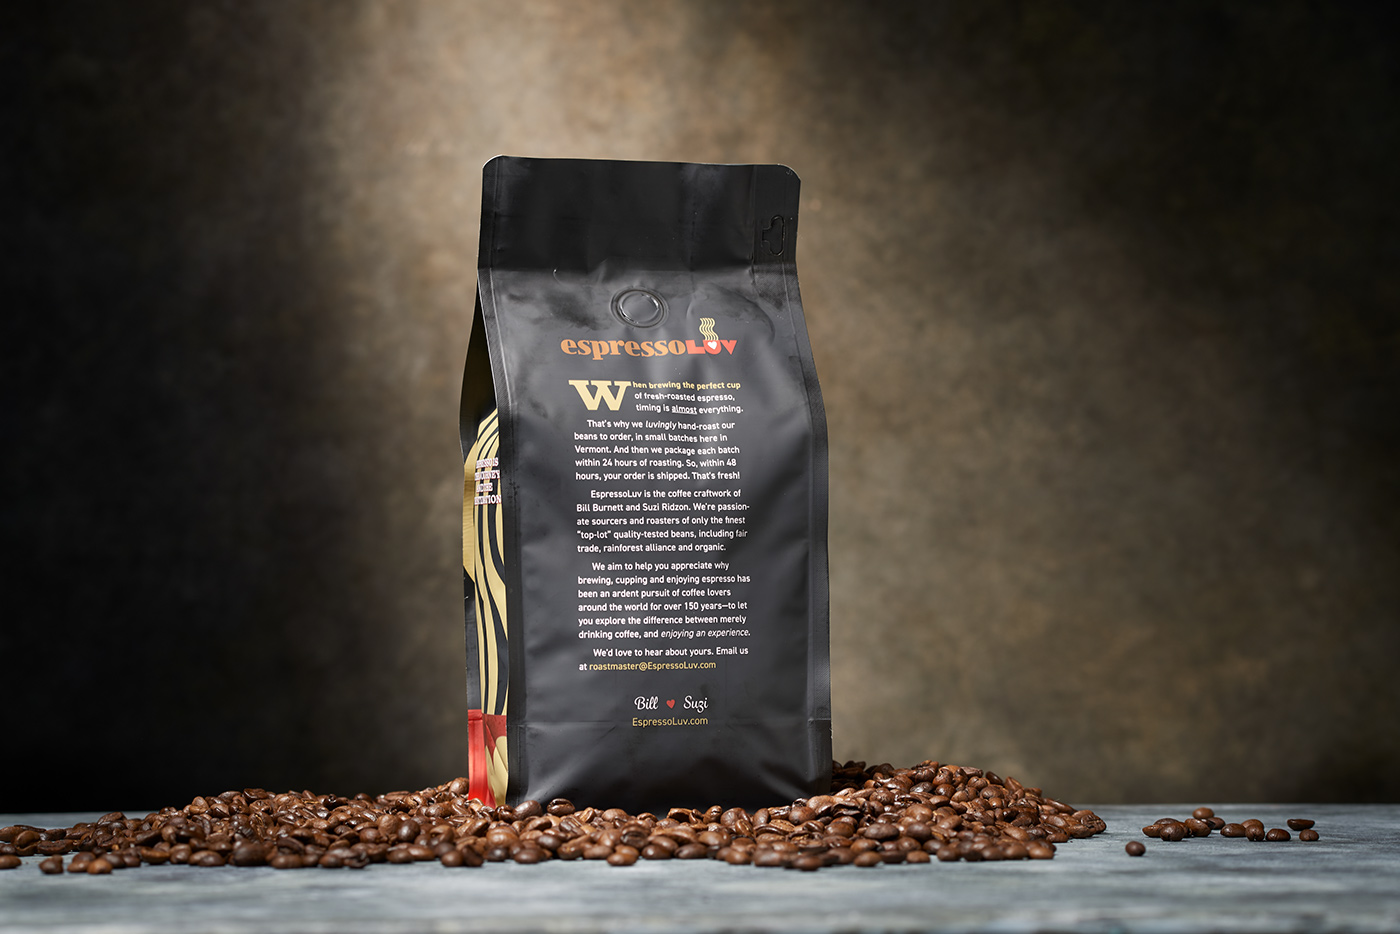 espressoLUV
When brewing the perfect cup
of fresh-roasted espresso,
timing is almost everything.
That's why we luvingly hand-roast our
beans to order, in small batches here in
Vermont. And then we package each batch
within 24 hours of roasting. So, within 48
hours, your order is shipped. That's fresh!
EspressoLuv is the coffee craftwork of
Bill Burnett and Suzi Ridzon. We're passion-
ate sourcers and roasters of only the finest
"top-lot" quality-tested beans, including fair
trade, rainforest alliance and organic.
We aim to help you appreciate why
brewing, cupping and enjoying espresso has
been an ardent pursuit of coffee lovers
around the world for over 150 years—to let
you explore the difference between merely
drinking coffee, and enjoying an experience.
We'd love to hear about yours. Email us
at roastmaster@EspressoLuv.com
Bill Suzi
EspressoLuv.com